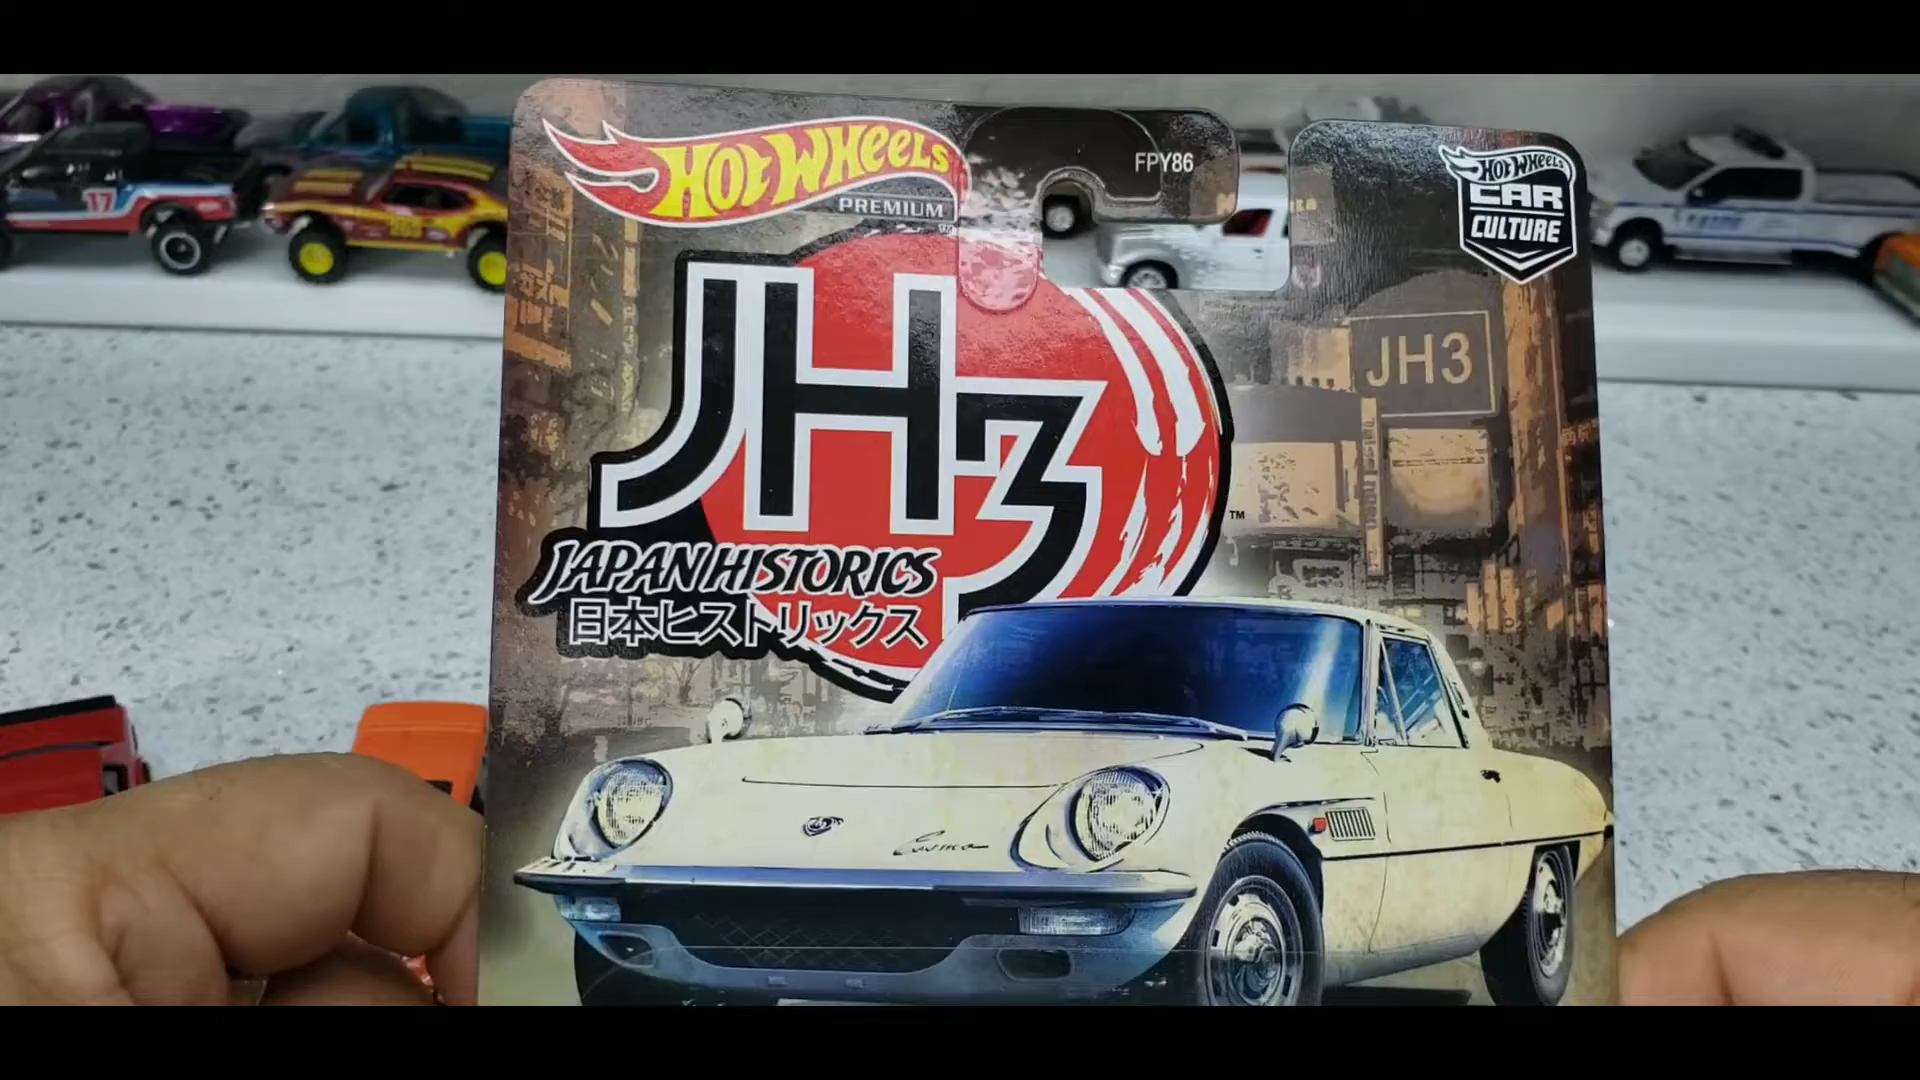 HOT WHEELS
PREMIUM
FPY86
HOT WHEELS
CAR
CULTURE
JH3
JH3
TM
JAPAN HISTORICS
日本ヒストリックス
Cosmo
17